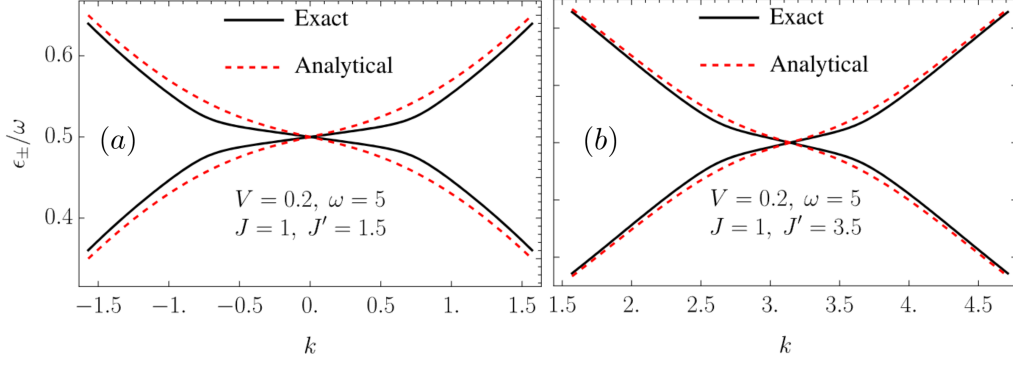 Exact
Analytical
(a)
V = 0.2, ω = 5
J = 1, J′ = 1.5
ϵ±/ω
0.6
0.5
0.4
−1.5 −1. −0.5 0. 0.5 1. 1.5
k
Exact
Analytical
(b)
V = 0.2, ω = 5
J = 1, J′ = 3.5
1.5 2. 2.5 3. 3.5 4. 4.5
k